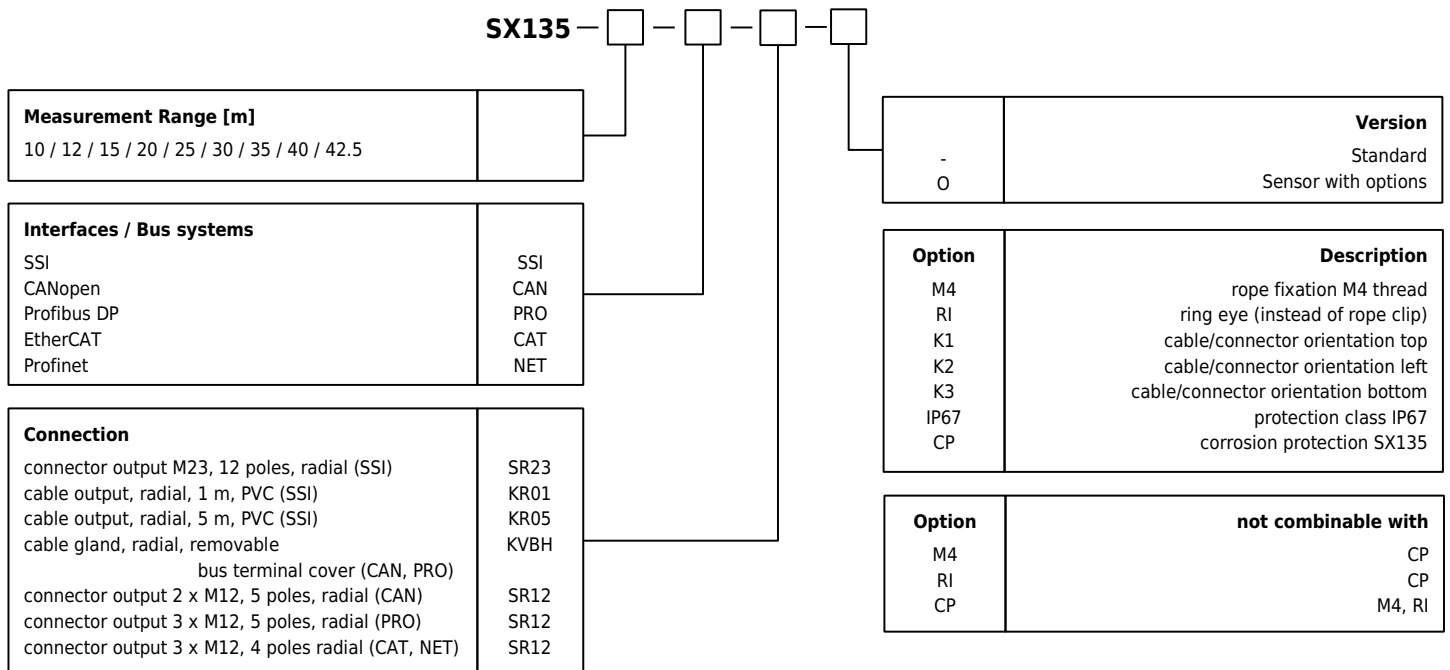 SX135 — — — —
Measurement Range [m]
10 / 12 / 15 / 20 / 25 / 30 / 35 / 40 / 42.5
Interfaces / Bus systems
SSI SSI
CANopen CAN
Profibus DP PRO
EtherCAT CAT
Profinet NET
Connection
connector output M23, 12 poles, radial (SSI) SR23
cable output, radial, 1 m, PVC (SSI) KR01
cable output, radial, 5 m, PVC (SSI) KR05
cable gland, radial, removable KVBH
bus terminal cover (CAN, PRO)
connector output 2 x M12, 5 poles, radial (CAN) SR12
connector output 3 x M12, 5 poles, radial (PRO) SR12
connector output 3 x M12, 4 poles radial (CAT, NET) SR12
Version
- Standard
O Sensor with options
Option Description
M4 rope fixation M4 thread
RI ring eye (instead of rope clip)
K1 cable/connector orientation top
K2 cable/connector orientation left
K3 cable/connector orientation bottom
IP67 protection class IP67
CP corrosion protection SX135
Option not combinable with
M4 CP
RI CP
CP M4, RI